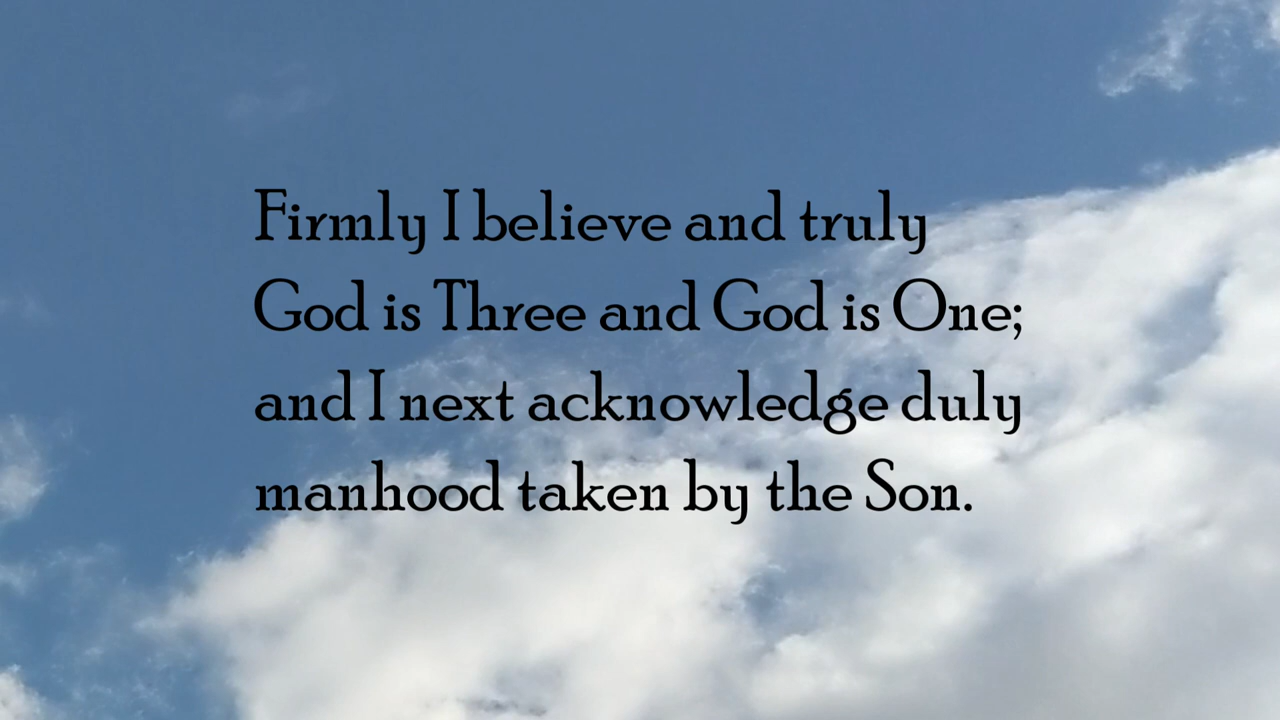 Firmly I believe and truly
God is Three and God is One;
and I next acknowledge duly
manhood taken by the Son.